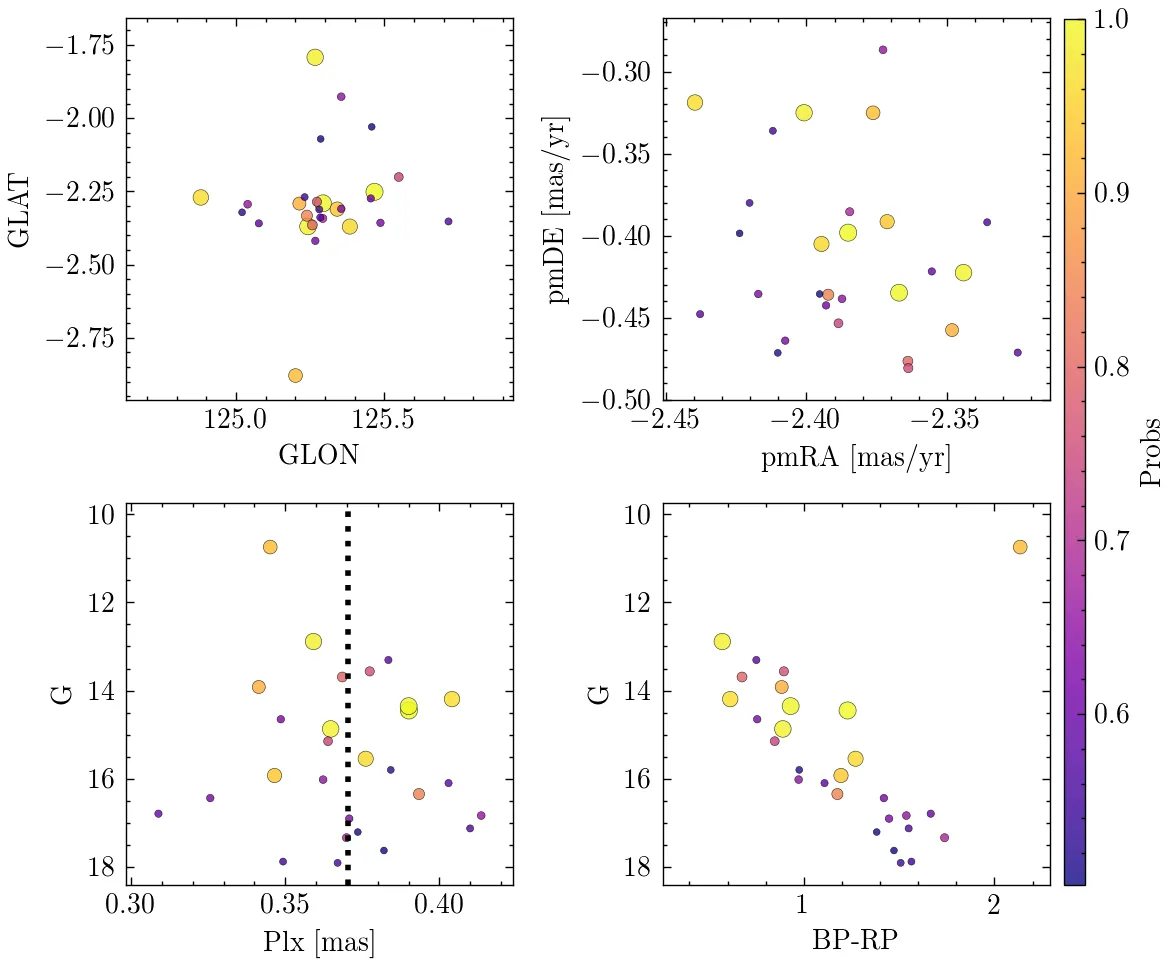 −1.75
−2.00
−2.25
−2.50
−2.75
GLAT
125.0 125.5
GLON
−0.30
−0.35
−0.40
−0.45
−0.50
pmDE [mas/yr]
−2.45 −2.40 −2.35
pmRA [mas/yr]
10
12
14
16
18
G
0.30 0.35 0.40
Plx [mas]
10
12
14
16
18
G
1 2
BP-RP
1.0
0.9
0.8
0.7
0.6
Probs